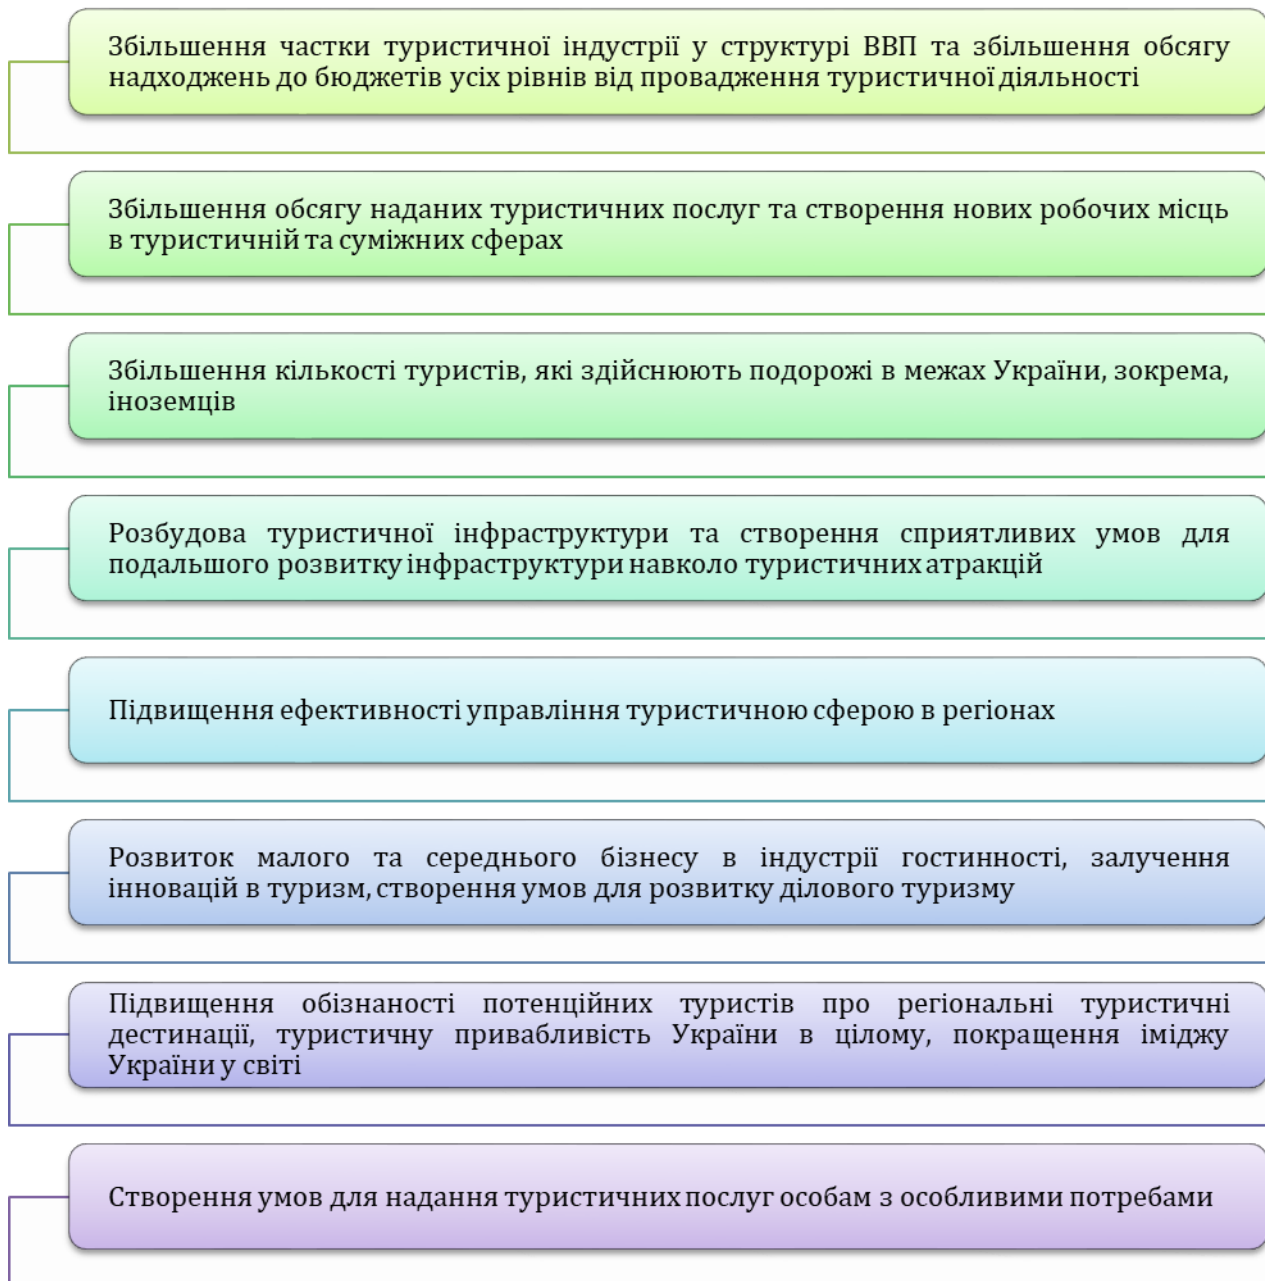 Збільшення частки туристичної індустрії у структурі ВВП та збільшення обсягу
надходжень до бюджетів усіх рівнів від провадження туристичної діяльності
Збільшення обсягу наданих туристичних послуг та створення нових робочих місць
в туристичній та суміжних сферах
Збільшення кількості туристів, які здійснюють подорожі в межах України, зокрема,
іноземців
Розбудова туристичної інфраструктури та створення сприятливих умов для
подальшого розвитку інфраструктури навколо туристичних атракцій
Підвищення ефективності управління туристичною сферою в регіонах
Розвиток малого та середнього бізнесу в індустрії гостинності, залучення
інновацій в туризм, створення умов для розвитку ділового туризму
Підвищення обізнаності потенційних туристів про регіональні туристичні
дестинації, туристичну привабливість України в цілому, покращення іміджу
України у світі
Створення умов для надання туристичних послуг особам з особливими потребами